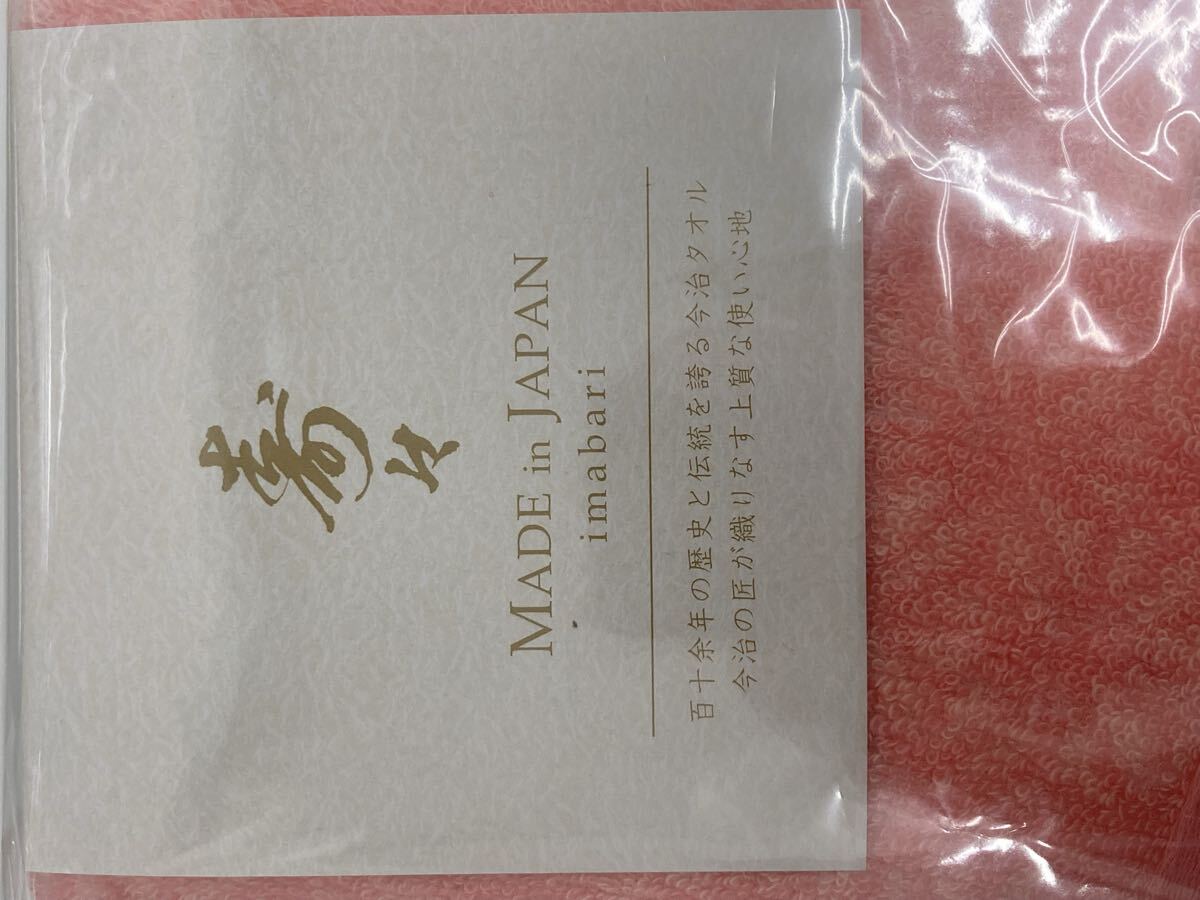 寿々
MADE in JAPAN
imabari
百十余年の歴史と伝統を誇る今治タオル
今治の匠が織りなす上質な使い心地